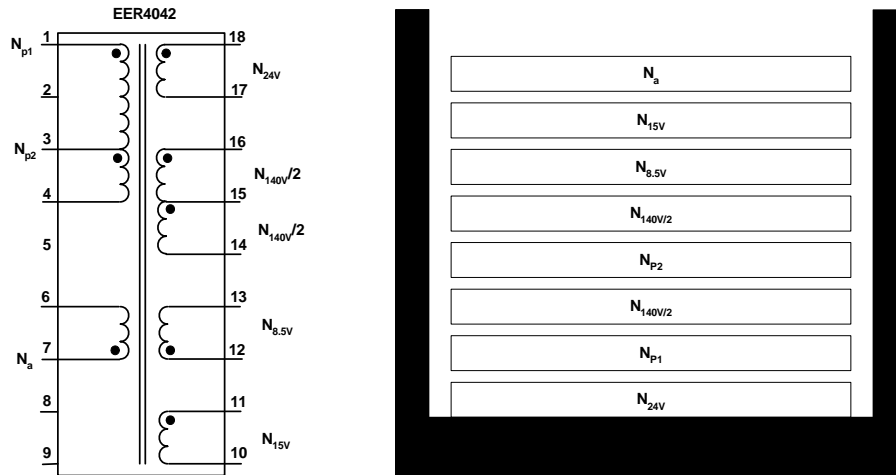 EER4042
1
18
Np1
N24V
2
17
3
16
Np2
N140V/2
4
15
N140V/2
5
14
6
13
N8.5V
7
12
Na
8
11
N15V
9
10
Na
N15V
N8.5V
N140V/2
NP2
N140V/2
NP1
N24V